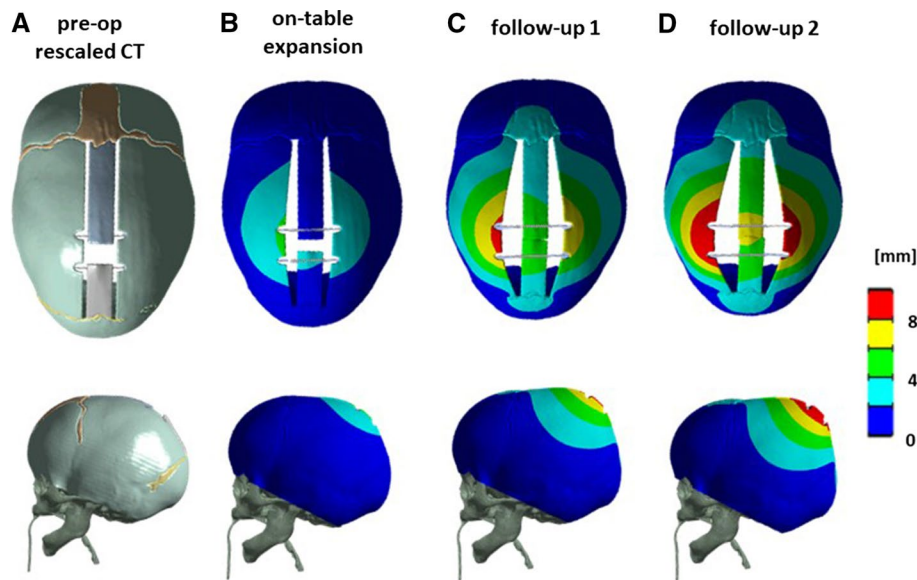 A pre-op
rescaled CT
B on-table
expansion
C follow-up 1
D follow-up 2
[mm]
8
4
0